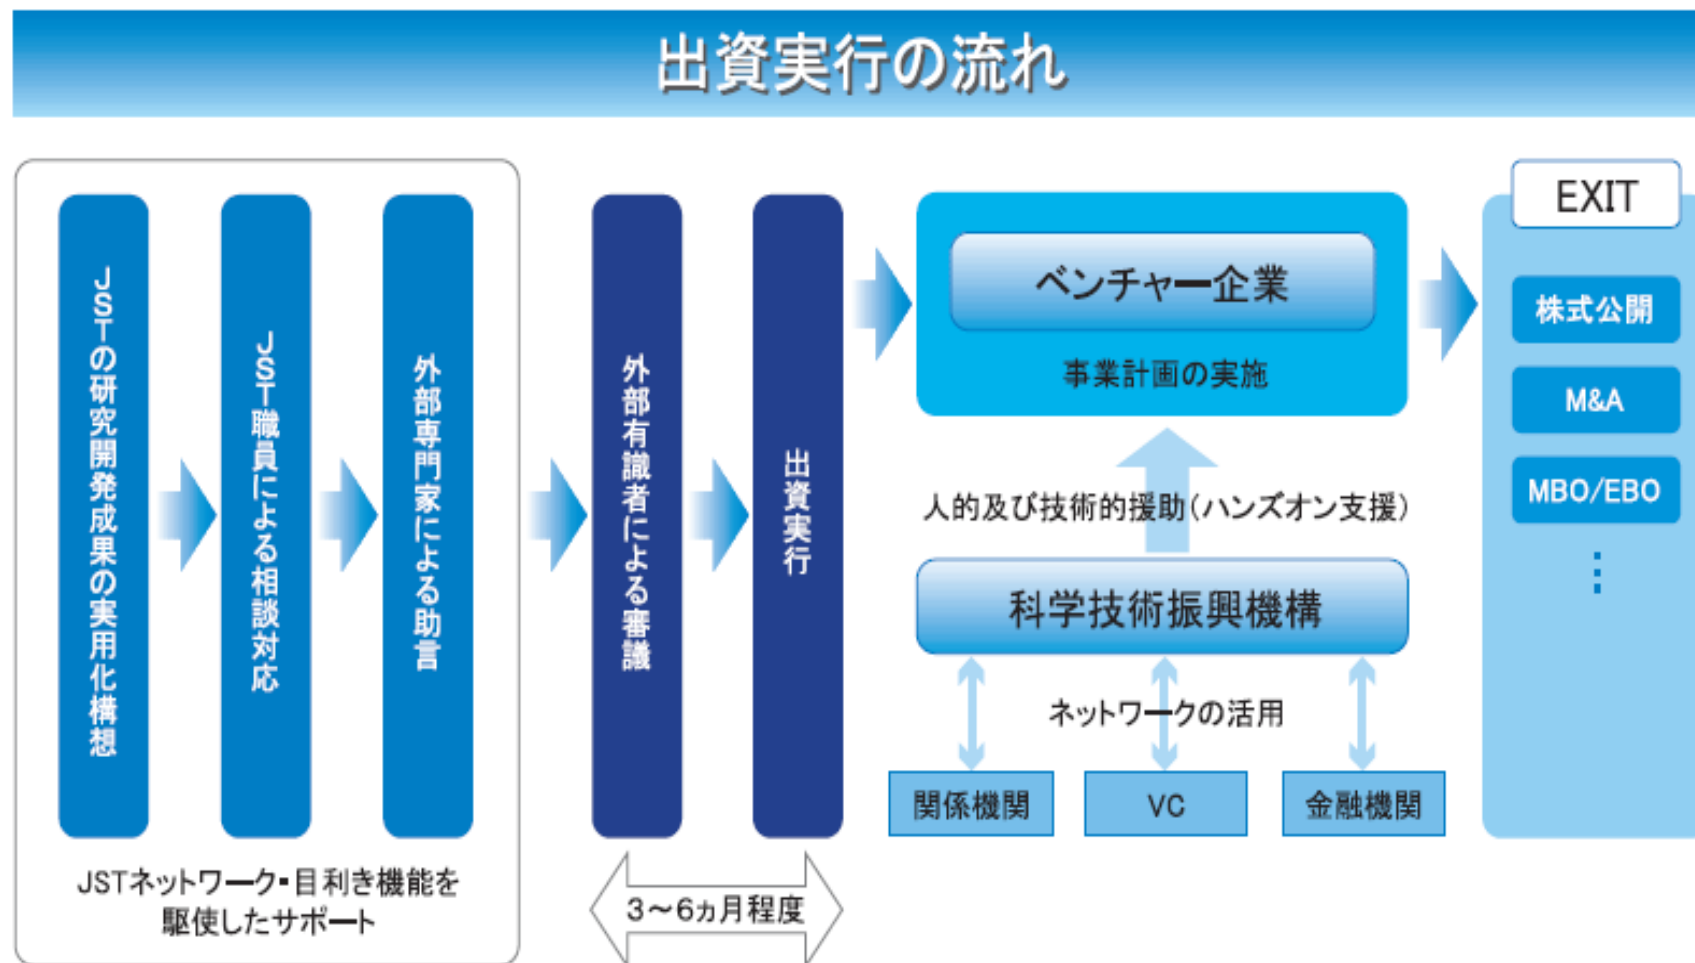 出資実行の流れ
JSTの研究開発成果の実用化構想
JST職員による相談対応
外部専門家による助言
JSTネットワーク・目利き機能を
駆使したサポート
外部有識者による審議
出資実行
3～6ヵ月程度
ベンチャー企業
事業計画の実施
人的及び技術的援助(ハンズオン支援)
科学技術振興機構
ネットワークの活用
関係機関
VC
金融機関
EXIT
株式公開
M&A
MBO/EBO
⋮